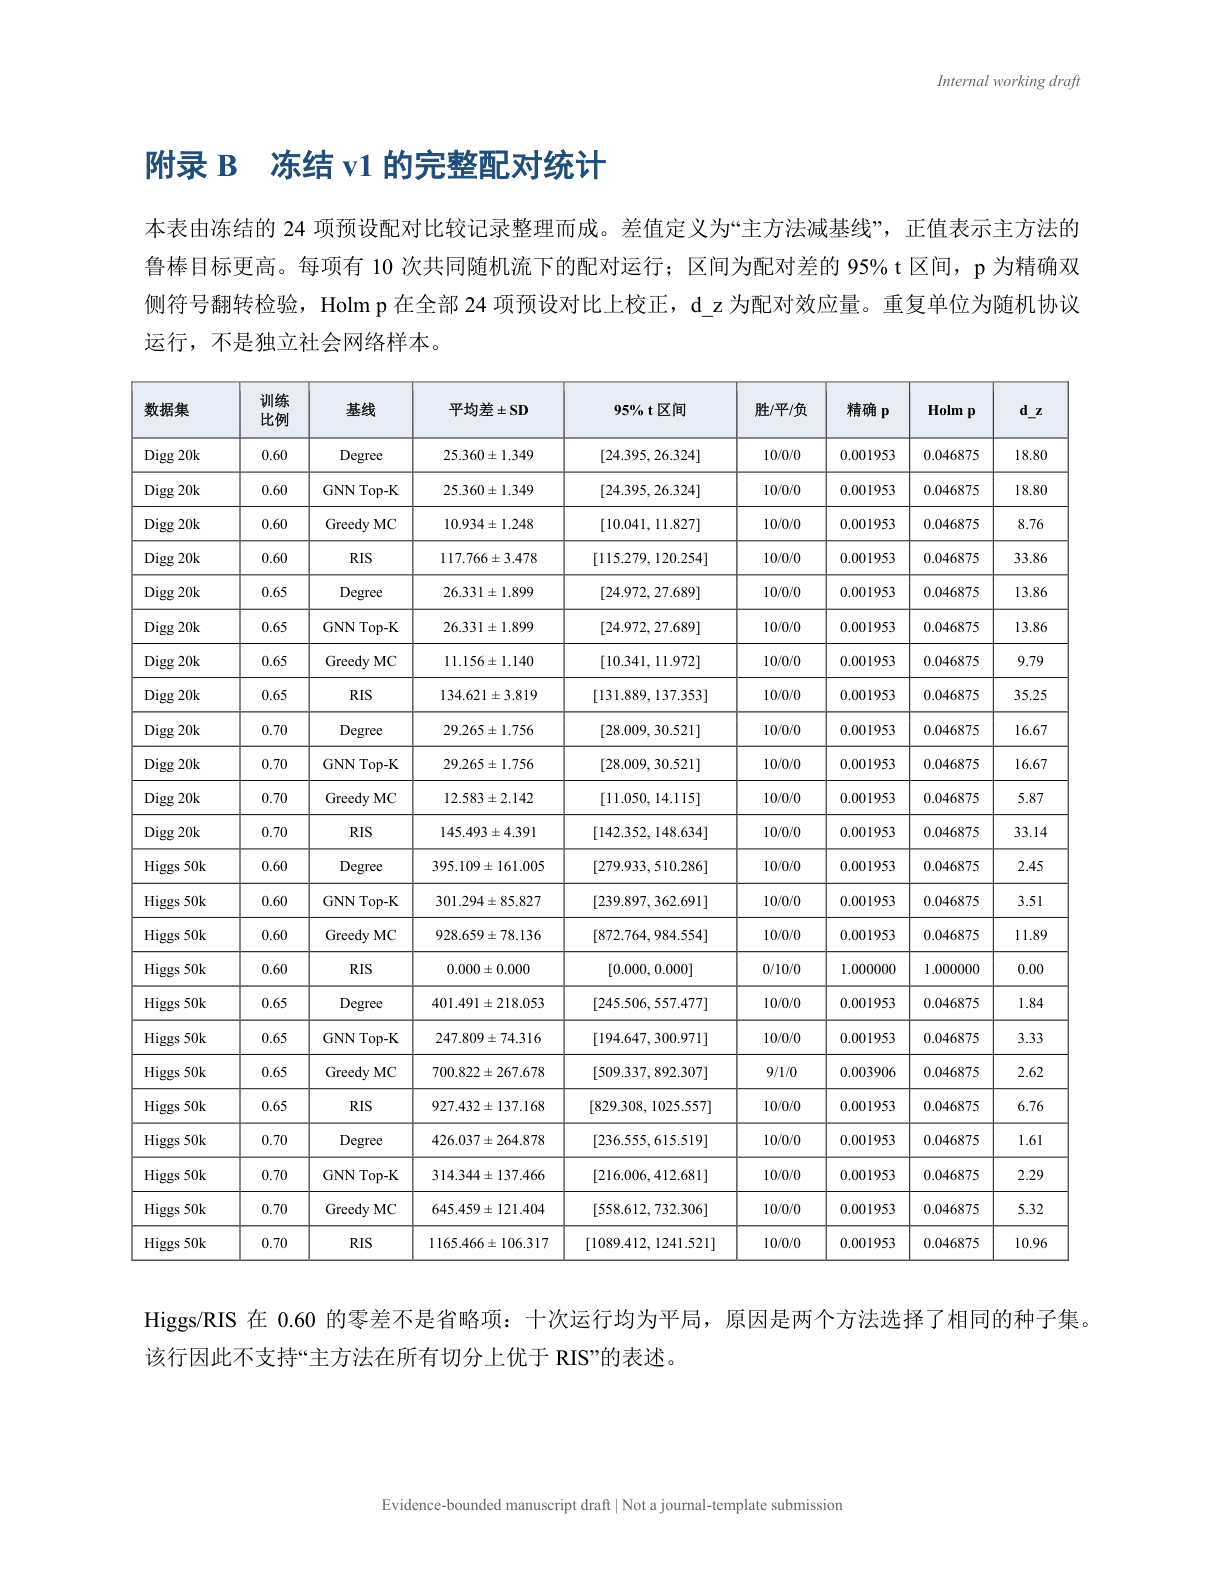 Internal working draft
附录 B 冻结 v1 的完整配对统计
本表由冻结的 24 项预设配对比较记录整理而成。差值定义为“主方法减基线”，正值表示主方法的
鲁棒目标更高。每项有 10 次共同随机流下的配对运行；区间为配对差的 95% t 区间，p 为精确双
侧符号翻转检验，Holm p 在全部 24 项预设对比上校正，d_z 为配对效应量。重复单位为随机协议
运行，不是独立社会网络样本。
数据集 训练比例 基线 平均差 ± SD 95% t 区间 胜/平/负 精确 p Holm p d_z
Digg 20k 0.60 Degree 25.360 ± 1.349 [24.395, 26.324] 10/0/0 0.001953 0.046875 18.80
Digg 20k 0.60 GNN Top-K 25.360 ± 1.349 [24.395, 26.324] 10/0/0 0.001953 0.046875 18.80
Digg 20k 0.60 Greedy MC 10.934 ± 1.248 [10.041, 11.827] 10/0/0 0.001953 0.046875 8.76
Digg 20k 0.60 RIS 117.766 ± 3.478 [115.279, 120.254] 10/0/0 0.001953 0.046875 33.86
Digg 20k 0.65 Degree 26.331 ± 1.899 [24.972, 27.689] 10/0/0 0.001953 0.046875 13.86
Digg 20k 0.65 GNN Top-K 26.331 ± 1.899 [24.972, 27.689] 10/0/0 0.001953 0.046875 13.86
Digg 20k 0.65 Greedy MC 11.156 ± 1.140 [10.341, 11.972] 10/0/0 0.001953 0.046875 9.79
Digg 20k 0.65 RIS 134.621 ± 3.819 [131.889, 137.353] 10/0/0 0.001953 0.046875 35.25
Digg 20k 0.70 Degree 29.265 ± 1.756 [28.009, 30.521] 10/0/0 0.001953 0.046875 16.67
Digg 20k 0.70 GNN Top-K 29.265 ± 1.756 [28.009, 30.521] 10/0/0 0.001953 0.046875 16.67
Digg 20k 0.70 Greedy MC 12.583 ± 2.142 [11.050, 14.115] 10/0/0 0.001953 0.046875 5.87
Digg 20k 0.70 RIS 145.493 ± 4.391 [142.352, 148.634] 10/0/0 0.001953 0.046875 33.14
Higgs 50k 0.60 Degree 395.109 ± 161.005 [279.933, 510.286] 10/0/0 0.001953 0.046875 2.45
Higgs 50k 0.60 GNN Top-K 301.294 ± 85.827 [239.897, 362.691] 10/0/0 0.001953 0.046875 3.51
Higgs 50k 0.60 Greedy MC 928.659 ± 78.136 [872.764, 984.554] 10/0/0 0.001953 0.046875 11.89
Higgs 50k 0.60 RIS 0.000 ± 0.000 [0.000, 0.000] 0/10/0 1.000000 1.000000 0.00
Higgs 50k 0.65 Degree 401.491 ± 218.053 [245.506, 557.477] 10/0/0 0.001953 0.046875 1.84
Higgs 50k 0.65 GNN Top-K 247.809 ± 74.316 [194.647, 300.971] 10/0/0 0.001953 0.046875 3.33
Higgs 50k 0.65 Greedy MC 700.822 ± 267.678 [509.337, 892.307] 9/1/0 0.003906 0.046875 2.62
Higgs 50k 0.65 RIS 927.432 ± 137.168 [829.308, 1025.557] 10/0/0 0.001953 0.046875 6.76
Higgs 50k 0.70 Degree 426.037 ± 264.878 [236.555, 615.519] 10/0/0 0.001953 0.046875 1.61
Higgs 50k 0.70 GNN Top-K 314.344 ± 137.466 [216.006, 412.681] 10/0/0 0.001953 0.046875 2.29
Higgs 50k 0.70 Greedy MC 645.459 ± 121.404 [558.612, 732.306] 10/0/0 0.001953 0.046875 5.32
Higgs 50k 0.70 RIS 1165.466 ± 106.317 [1089.412, 1241.521] 10/0/0 0.001953 0.046875 10.96
Higgs/RIS 在 0.60 的零差不是省略项：十次运行均为平局，原因是两个方法选择了相同的种子集。
该行因此不支持“主方法在所有切分上优于 RIS”的表述。
Evidence-bounded manuscript draft | Not a journal-template submission